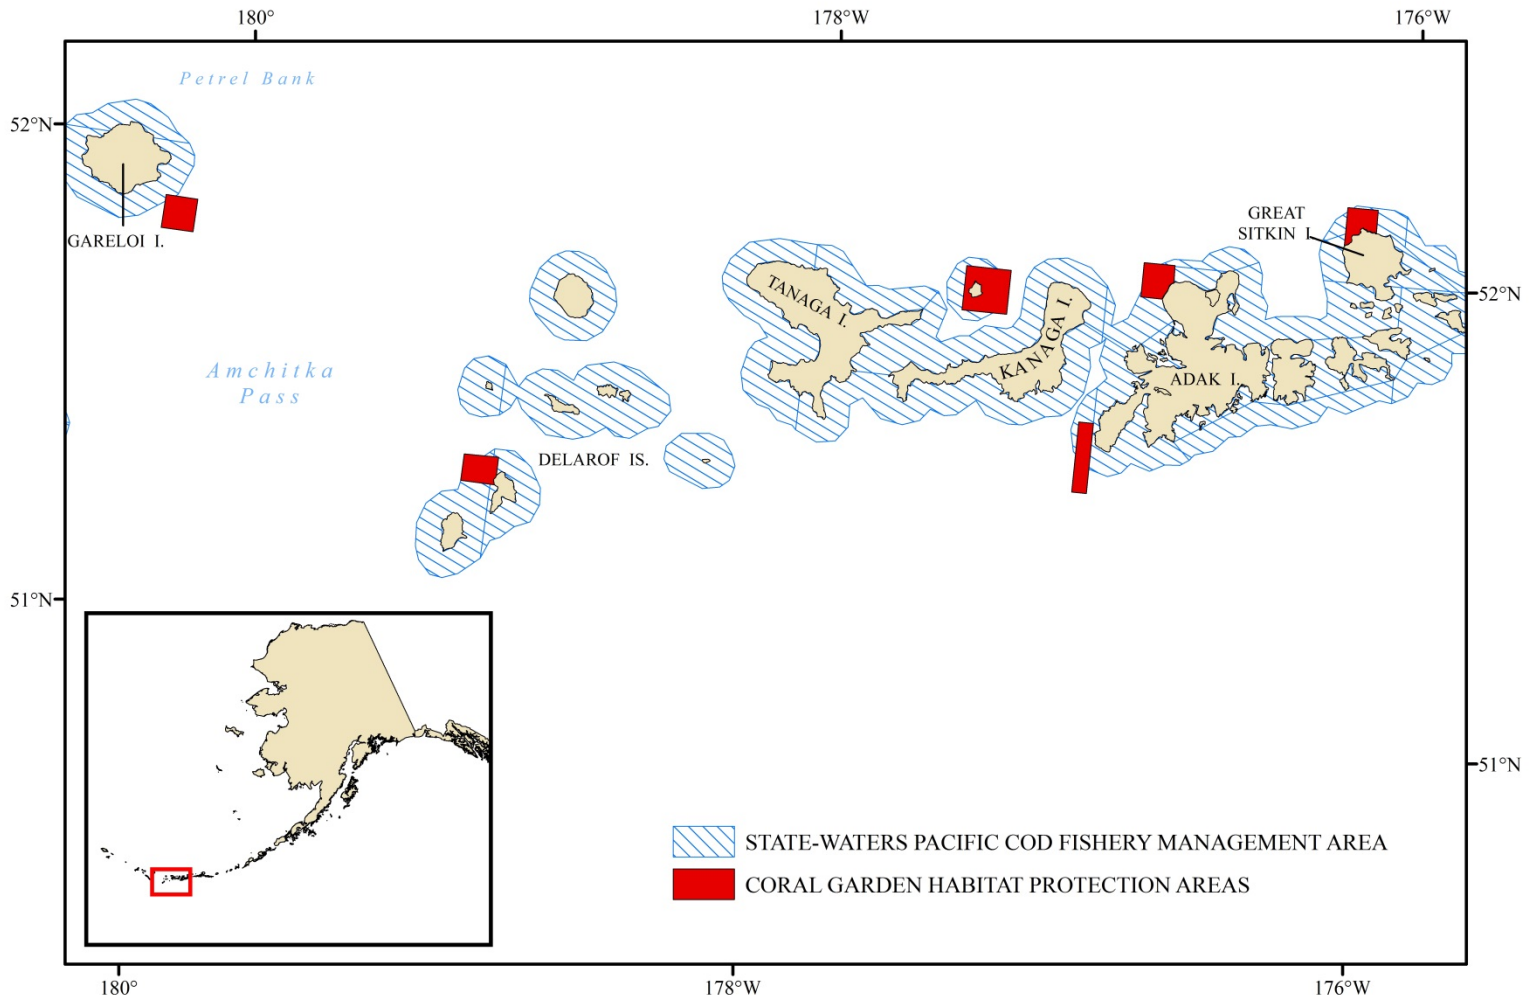 180°
178°W
176°W
Petrel Bank
52°N
GARELOI I.
GREAT
SITKIN I.
52°N
TANAGA I.
KANAGA I.
ADAK I.
Amchitka
Pass
DELAROF IS.
51°N
51°N
STATE-WATERS PACIFIC COD FISHERY MANAGEMENT AREA
CORAL GARDEN HABITAT PROTECTION AREAS
180°
178°W
176°W